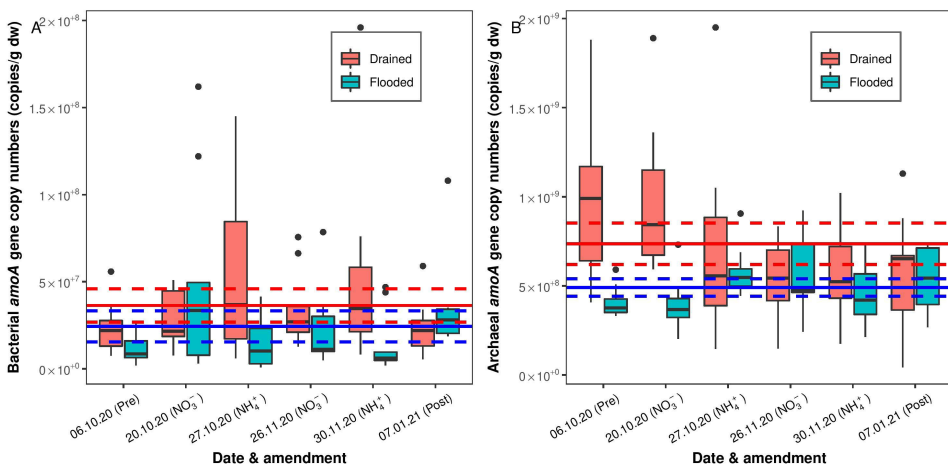 A
Bacterial amoA gene copy numbers (copies/g dw)
2×10⁺⁸
1.5×10⁺⁸
1×10⁺⁸
5×10⁺⁷
0×10⁺⁰
Drained
Flooded
06.10.20 (Pre)
20.10.20 (NO₃⁻)
27.10.20 (NH₄⁺)
26.11.20 (NO₃⁻)
30.11.20 (NH₄⁺)
07.01.21 (Post)
Date & amendment
B
Archaeal amoA gene copy numbers (copies/g dw)
2×10⁺⁹
1.5×10⁺⁹
1×10⁺⁹
5×10⁺⁸
0×10⁺⁰
Drained
Flooded
06.10.20 (Pre)
20.10.20 (NO₃⁻)
27.10.20 (NH₄⁺)
26.11.20 (NO₃⁻)
30.11.20 (NH₄⁺)
07.01.21 (Post)
Date & amendment